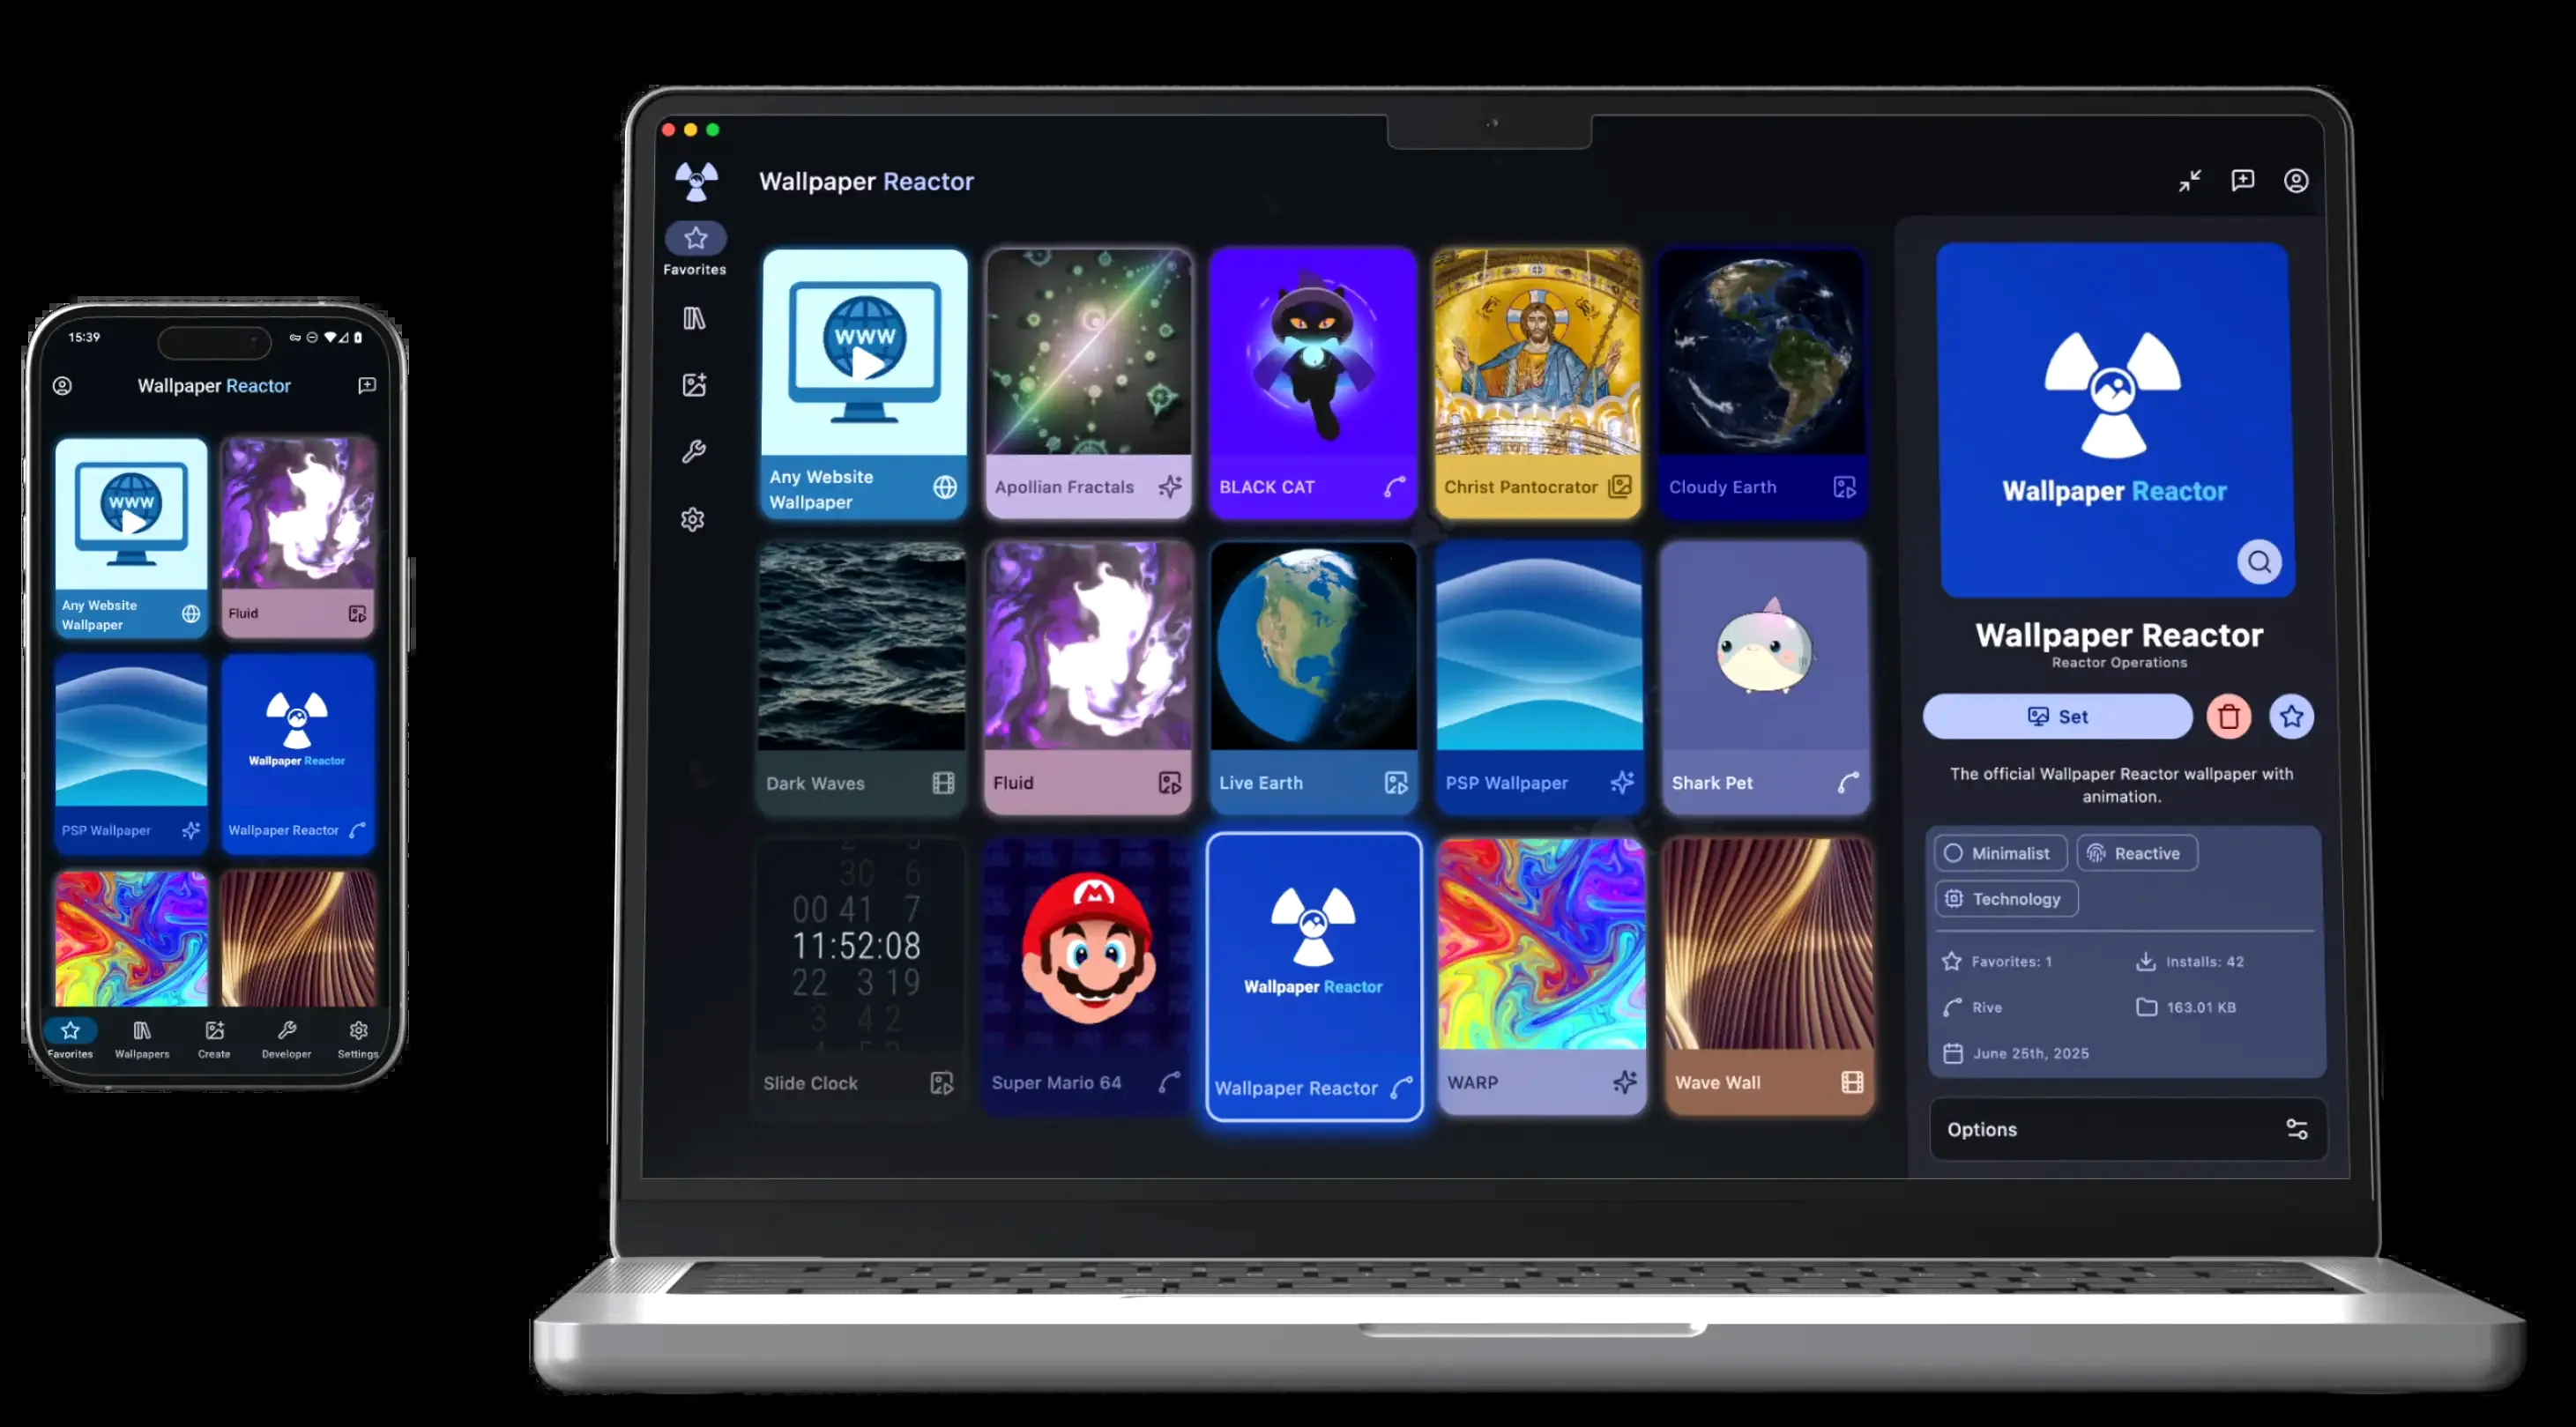 15:39
Wallpaper Reactor
www
Any Website
Wallpaper
Fluid
PSP Wallpaper
Wallpaper Reactor
Wallpaper Reactor
Favorites
Wallpapers
Create
Developer
Settings
Wallpaper Reactor
Favorites
www
Any Website
Wallpaper
Apollian Fractals
BLACK CAT
Christ Pantocrator
Cloudy Earth
Dark Waves
Fluid
Live Earth
PSP Wallpaper
Shark Pet
30 6
00 41 7
11:52:08
22 3 19
3 4 2
Slide Clock
M
Super Mario 64
Wallpaper Reactor
Wallpaper Reactor
WARP
Wave Wall
Wallpaper Reactor
Wallpaper Reactor
Reactor Operations
Set
The official Wallpaper Reactor wallpaper with
animation.
Minimalist
Reactive
Technology
Favorites: 1
Installs: 42
Rive
163.01 KB
June 25th, 2025
Options